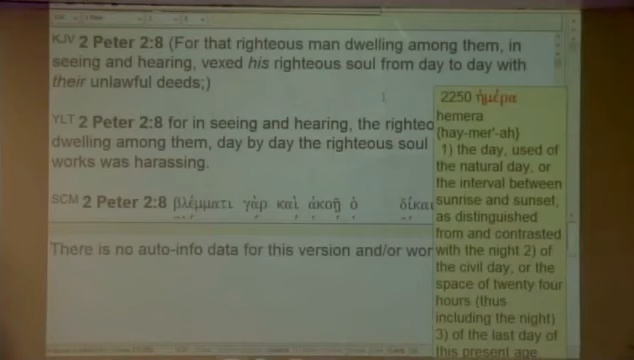 KJV 2 Peter 2:8 (For that righteous man dwelling among them, in
seeing and hearing, vexed his righteous soul from day to day with
their unlawful deeds;)
YLT 2 Peter 2:8 for in seeing and hearing, the righteo
dwelling among them, day by day the righteous soul
works was harassing.
SCM 2 Peter 2:8 βλέμματι γὰρ καὶ ἀκοῇ ὁ δίκαι
There is no auto-info data for this version and/or wor
2250 ἡμέρα
hemera
(hay-mer'-ah}
1) the day, used of
the natural day, or
the interval between
sunrise and sunset,
as distinguished
from and contrasted
with the night 2) of
the civil day, or the
space of twenty four
hours (thus
including the night)
3) of the last day of
this present age,